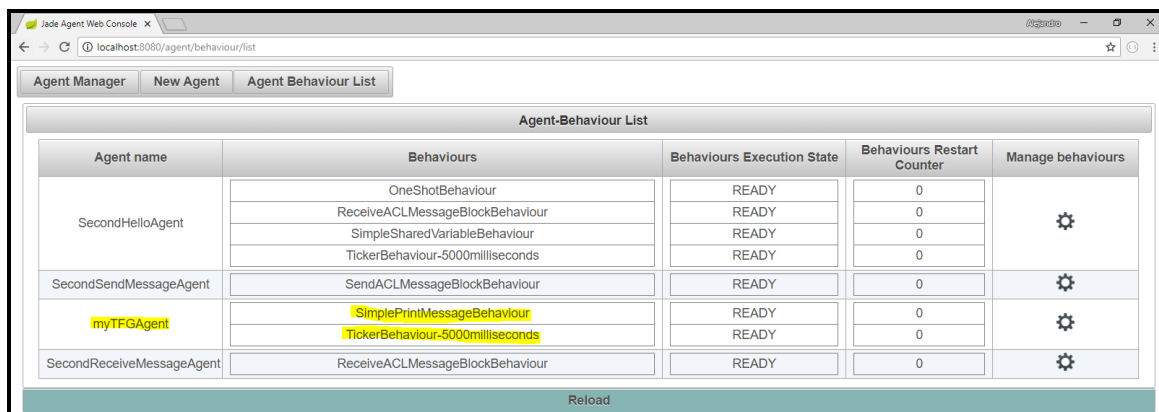 Jade Agent Web Console
Alejandro
localhost:8080/agent/behaviour/list
Agent Manager New Agent Agent Behaviour List
Agent-Behaviour List
Agent name Behaviours Behaviours Execution State Behaviours Restart Counter Manage behaviours
SecondHelloAgent
OneShotBehaviour READY 0
ReceiveACLMessageBlockBehaviour READY 0
SimpleSharedVariableBehaviour READY 0
TickerBehaviour-5000milliseconds READY 0
SecondSendMessageAgent SendACLMessageBlockBehaviour READY 0
myTFGAgent
SimplePrintMessageBehaviour READY 0
TickerBehaviour-5000milliseconds READY 0
SecondReceiveMessageAgent ReceiveACLMessageBlockBehaviour READY 0
Reload